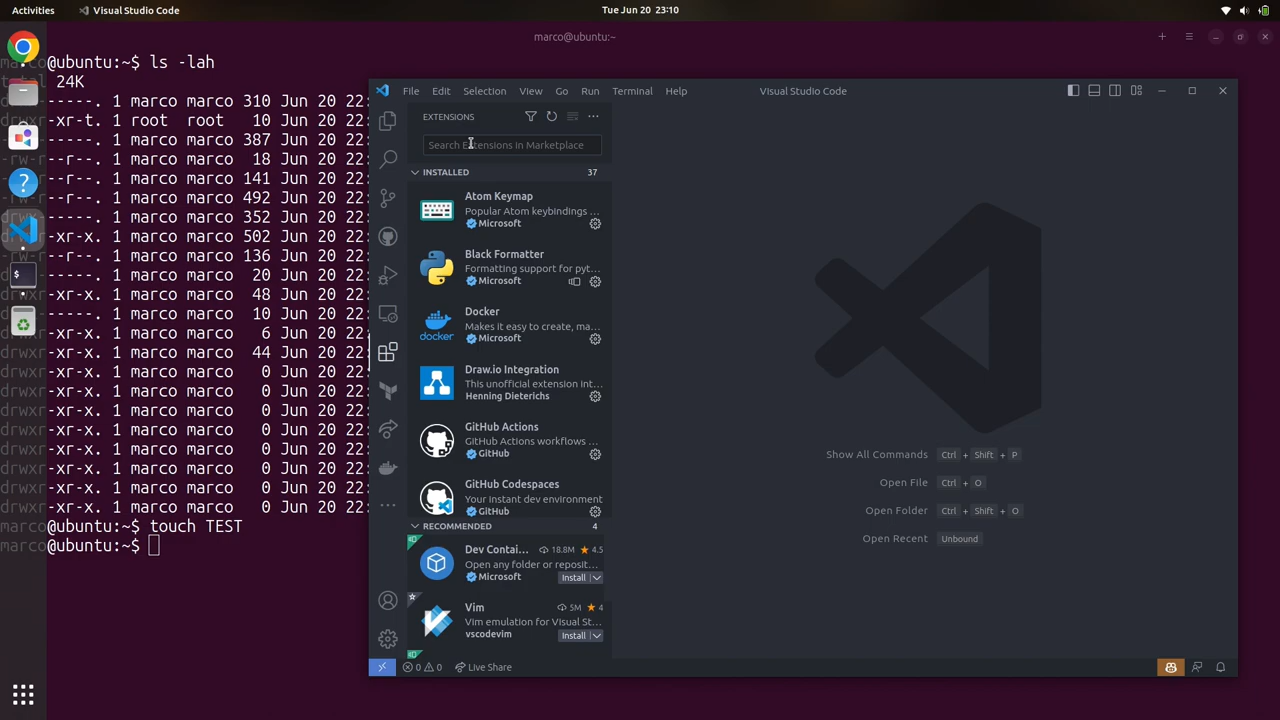 Activities
Visual Studio Code
Tue Jun 20 23:10
marco@ubuntu:~
marco@ubuntu:~$ ls -lah
total 24K
-----. 1 marco marco 310 Jun 20 22:
-xr-t. 1 root root 10 Jun 20 22:
-----. 1 marco marco 387 Jun 20 22:
-rw-r--. 1 marco marco 18 Jun 20 22:
--r--. 1 marco marco 141 Jun 20 22:
--r--. 1 marco marco 492 Jun 20 22:
-----. 1 marco marco 352 Jun 20 22:
-xr-x. 1 marco marco 502 Jun 20 22:
--r--. 1 marco marco 136 Jun 20 22:
-----. 1 marco marco 20 Jun 20 22:
-xr-x. 1 marco marco 48 Jun 20 22:
-----. 1 marco marco 10 Jun 20 22:
drwxr-xr-x. 1 marco marco 6 Jun 20 22:
drwxr-xr-x. 1 marco marco 44 Jun 20 22:
drwxr-xr-x. 1 marco marco 0 Jun 20 22:
drwxr-xr-x. 1 marco marco 0 Jun 20 22:
drwxr-xr-x. 1 marco marco 0 Jun 20 22:
drwxr-xr-x. 1 marco marco 0 Jun 20 22:
drwxr-xr-x. 1 marco marco 0 Jun 20 22:
drwxr-xr-x. 1 marco marco 0 Jun 20 22:
drwxr-xr-x. 1 marco marco 0 Jun 20 22:
drwxr-xr-x. 1 marco marco 0 Jun 20 22:
marco@ubuntu:~$ touch TEST
marco@ubuntu:~$
File Edit Selection View Go Run Terminal Help
Visual Studio Code
EXTENSIONS
Search Extensions in Marketplace
INSTALLED 37
Atom Keymap
Popular Atom keybindings ...
Microsoft
Black Formatter
Formatting support for pyt...
Microsoft
Docker
docker
Makes it easy to create, ma...
Microsoft
Draw.io Integration
This unofficial extension int...
Henning Dieterichs
GitHub Actions
GitHub Actions workflows ...
GitHub
GitHub Codespaces
Your instant dev environment
GitHub
RECOMMENDED 4
Dev Contai... 18.8M 4.5
Open any folder or reposit...
Microsoft Install
Vim 5M 4
Vim emulation for Visual St...
vscodevim Install
Show All Commands Ctrl + Shift + P
Open File Ctrl + O
Open Folder Ctrl + Shift + O
Open Recent Unbound
0 0 Live Share